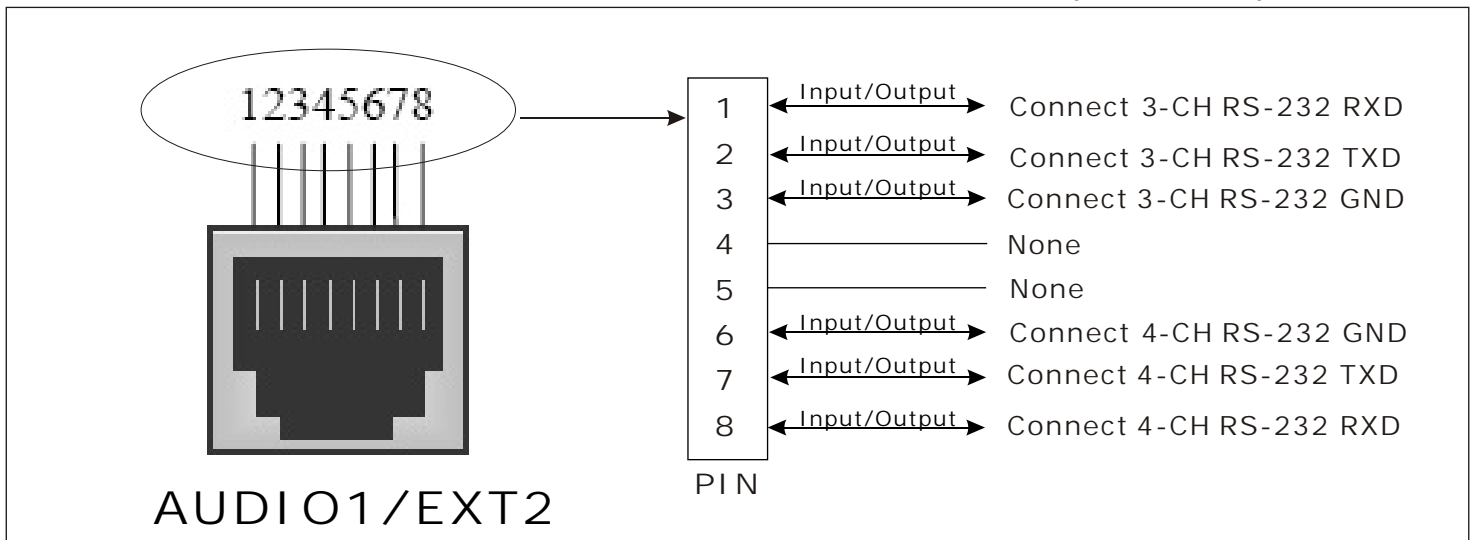 12345678
1 Input/Output Connect 3-CH RS-232 RXD
2 Input/Output Connect 3-CH RS-232 TXD
3 Input/Output Connect 3-CH RS-232 GND
4 None
5 None
6 Input/Output Connect 4-CH RS-232 GND
7 Input/Output Connect 4-CH RS-232 TXD
8 Input/Output Connect 4-CH RS-232 RXD
PIN
AUDIO1/EXT2